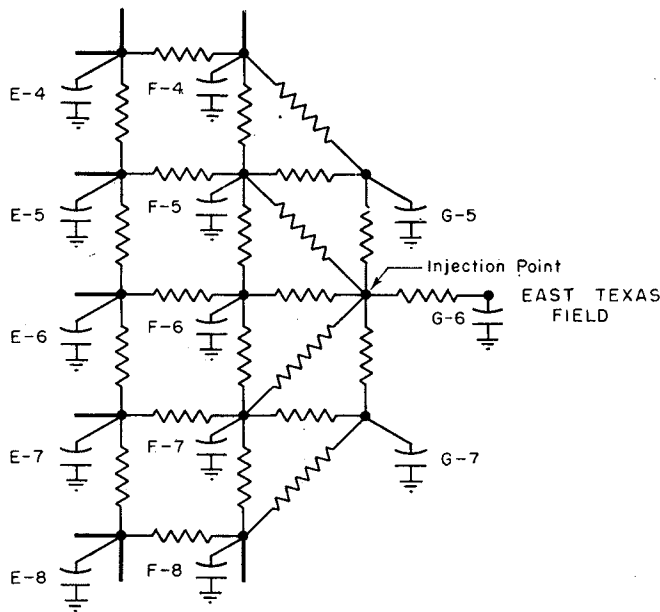 E-4
F-4
E-5
F-5
G-5
Injection Point
EAST TEXAS
FIELD
E-6
F-6
G-6
E-7
F-7
G-7
E-8
F-8